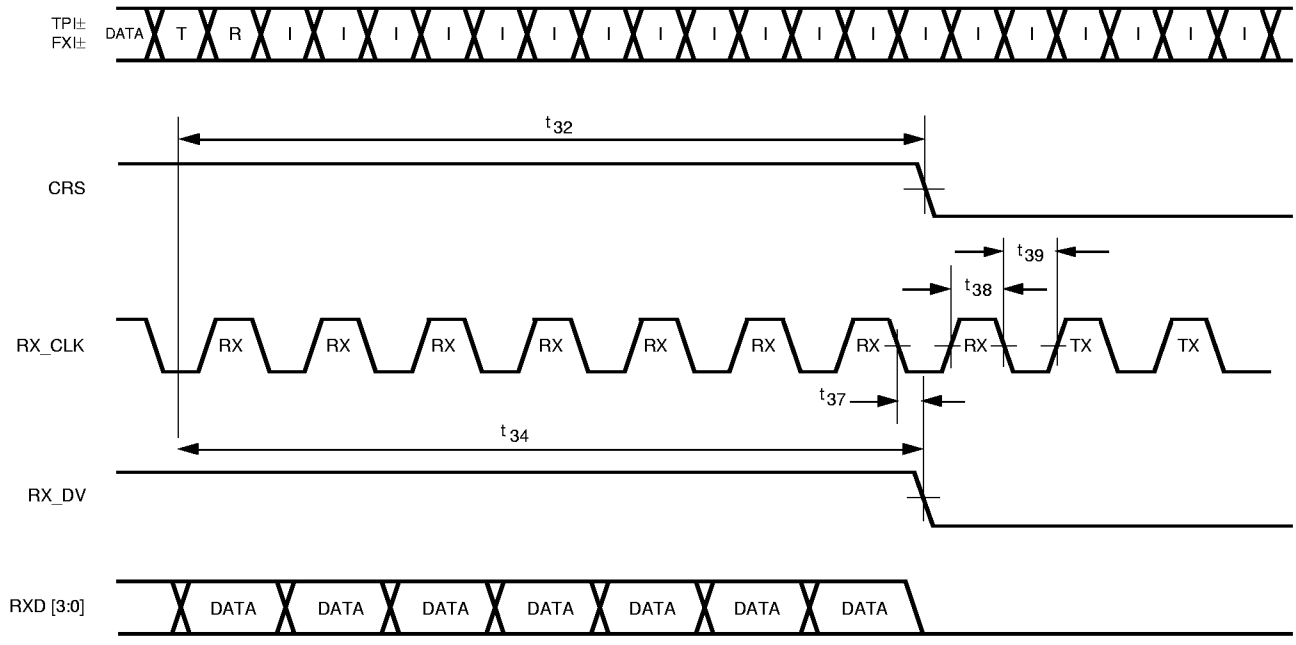 TPI±
FXI±
DATA T R I I I I I I I I I I I I I I I I I I I
t32
CRS
t39
t38
RX_CLK RX RX RX RX RX RX RX RX TX TX
t37
t34
RX_DV
RXD [3:0] DATA DATA DATA DATA DATA DATA DATA